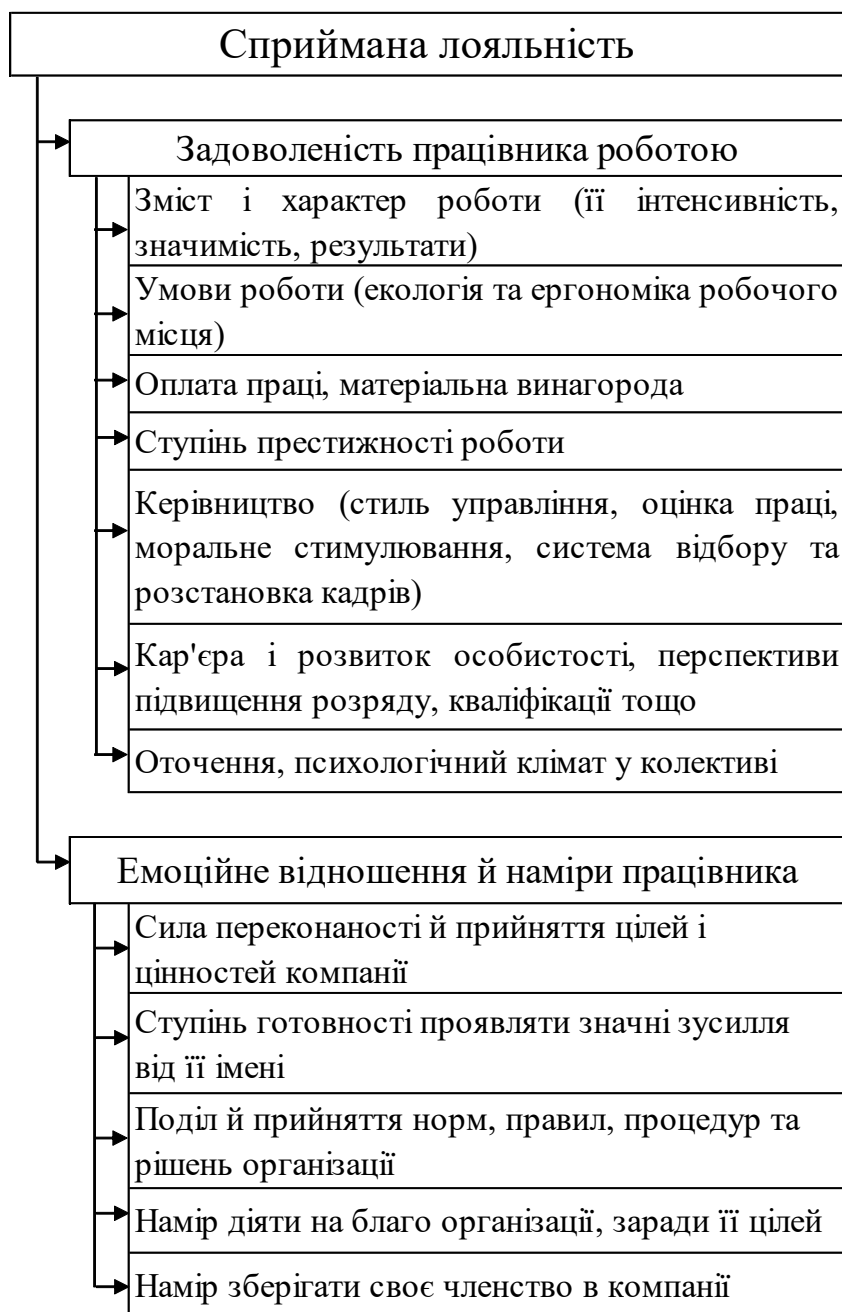 Сприймана лояльність
Задоволеність працівника роботою
Зміст і характер роботи (її інтенсивність,
значимість, результати)
Умови роботи (екологія та ергономіка робочого
місця)
Оплата праці, матеріальна винагорода
Ступінь престижності роботи
Керівництво (стиль управління, оцінка праці,
моральне стимулювання, система відбору та
розстановка кадрів)
Кар'єра і розвиток особистості, перспективи
підвищення розряду, кваліфікації тощо
Оточення, психологічний клімат у колективі
Емоційне відношення й наміри працівника
Сила переконаності й прийняття цілей і
цінностей компанії
Ступінь готовності проявляти значні зусилля
від її імені
Поділ й прийняття норм, правил, процедур та
рішень організації
Намір діяти на благо організації, заради її цілей
Намір зберігати своє членство в компанії